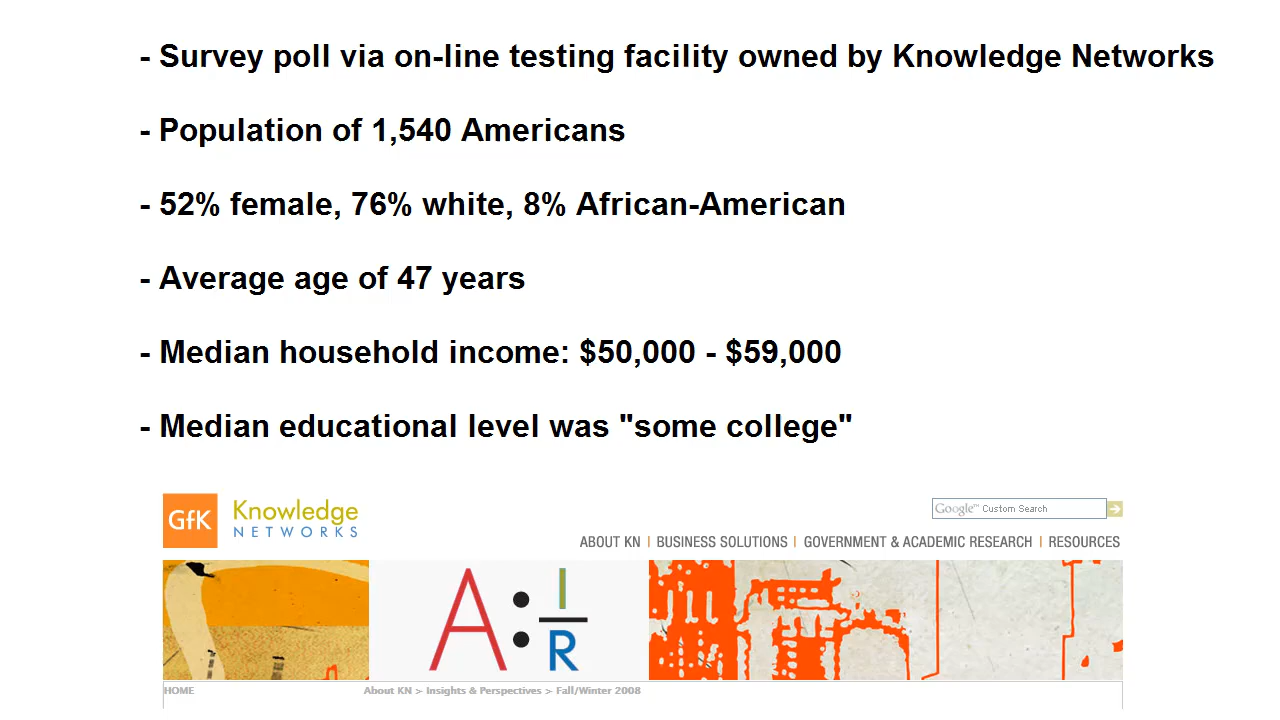 - Survey poll via on-line testing facility owned by Knowledge Networks
- Population of 1,540 Americans
- 52% female, 76% white, 8% African-American
- Average age of 47 years
- Median household income: $50,000 - $59,000
- Median educational level was "some college"
GfK Knowledge
NETWORKS
Google™ Custom Search
ABOUT KN | BUSINESS SOLUTIONS | GOVERNMENT & ACADEMIC RESEARCH | RESOURCES
A: I
R
HOME About KN > Insights & Perspectives > Fall/Winter 2008